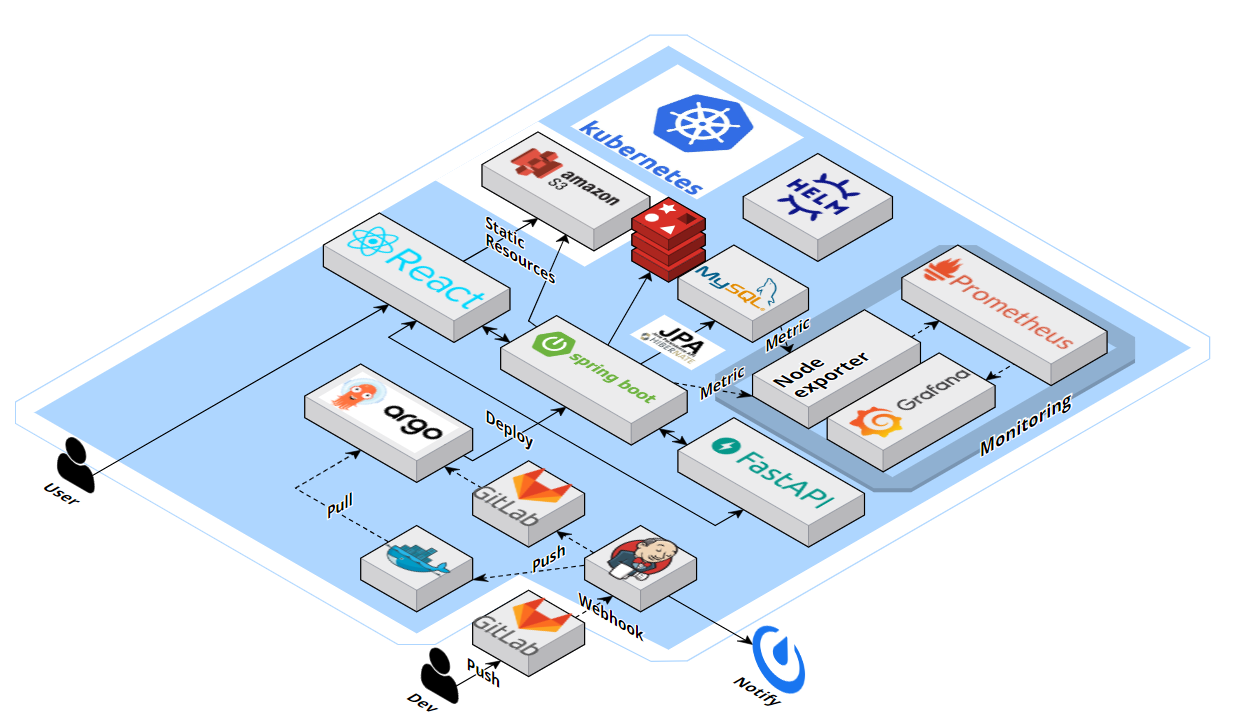 kubernetes
amazon
S3
HELM
React
Static
Resources
MySQL
Prometheus
spring boot
JPA
HIBERNATE
Metric
Node
exporter
Metric
Grafana
Monitoring
argo
Deploy
FastAPI
User
Pull
GitLab
Push
Webhook
GitLab
Push
Dev
Notify